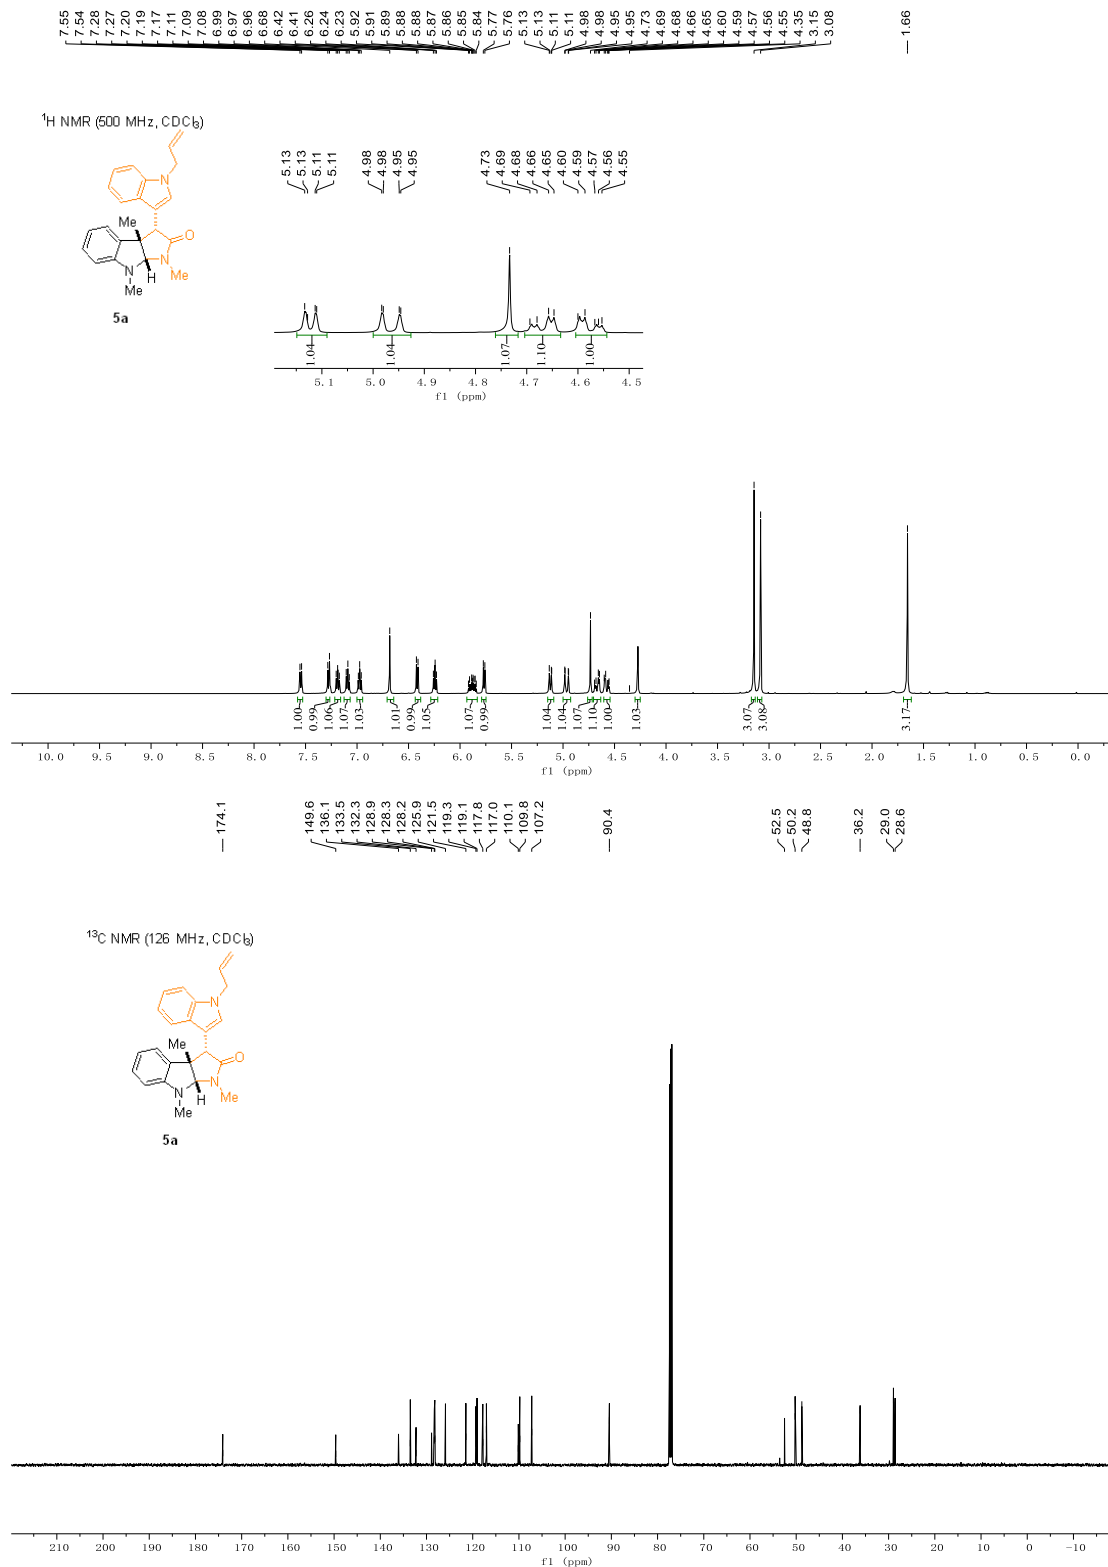 7.55 7.54 7.28 7.27 7.20 7.19 7.17 7.11 7.09 7.08 6.99 6.97 6.96 6.68 6.42 6.41 6.26 6.24 6.23 5.92 5.91 5.89 5.88 5.88 5.87 5.86 5.85 5.84 5.77 5.76 5.13 5.13 5.11 5.11 4.98 4.98 4.95 4.95 4.73 4.69 4.68 4.66 4.65 4.60 4.59 4.57 4.56 4.55 4.35 3.15 3.08 1.66
¹H NMR (500 MHz, CDCl₃)
5.13 5.13 5.11 5.11 4.98 4.98 4.95 4.95 4.73 4.69 4.68 4.66 4.65 4.60 4.59 4.57 4.56 4.55
N
Me
O
N
N
H
Me
Me
5a
1.04 1.04 1.07 1.10 1.00
5.1 5.0 4.9 4.8 4.7 4.6 4.5
f1 (ppm)
1.00 0.99 1.06 1.07 1.03 1.01 0.99 1.05 1.07 0.99 1.04 1.04 1.07 1.10 1.00 1.03 3.07 3.08 3.17
10.0 9.5 9.0 8.5 8.0 7.5 7.0 6.5 6.0 5.5 5.0 4.5 4.0 3.5 3.0 2.5 2.0 1.5 1.0 0.5 0.0
f1 (ppm)
174.1 149.6 136.1 133.5 132.3 128.9 128.3 128.2 125.9 121.5 119.3 119.1 117.8 117.0 110.1 109.8 107.2 90.4 52.5 50.2 48.8 36.2 29.0 28.6
¹³C NMR (126 MHz, CDCl₃)
N
Me
O
N
N
H
Me
Me
5a
210 200 190 180 170 160 150 140 130 120 110 100 90 80 70 60 50 40 30 20 10 0 -10
f1 (ppm)